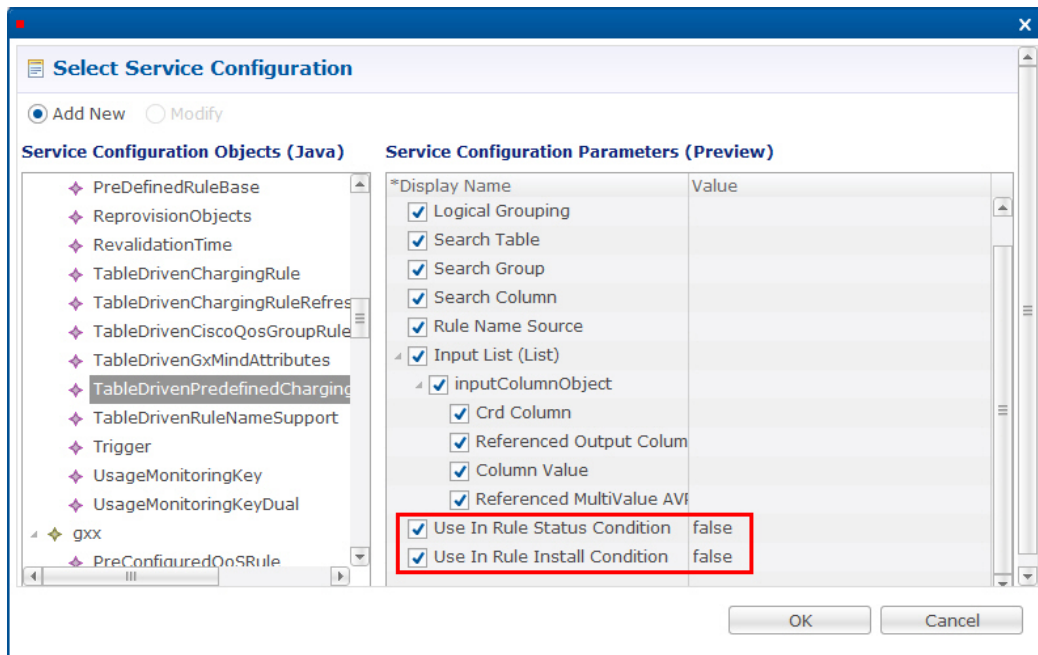 x
Select Service Configuration
Add New Modify
Service Configuration Objects (Java)
PreDefinedRuleBase
ReprovisionObjects
RevalidationTime
TableDrivenChargingRule
TableDrivenChargingRuleRefres
TableDrivenCiscoQosGroupRule
TableDrivenGxMindAttributes
TableDrivenPredefinedCharging
TableDrivenRuleNameSupport
Trigger
UsageMonitoringKey
UsageMonitoringKeyDual
gxx
PreConfiguredQoSRule
Service Configuration Parameters (Preview)
*Display Name Value
Logical Grouping
Search Table
Search Group
Search Column
Rule Name Source
Input List (List)
inputColumnObject
Crd Column
Referenced Output Colum
Column Value
Referenced MultiValue AVP
Use In Rule Status Condition false
Use In Rule Install Condition false
OK Cancel